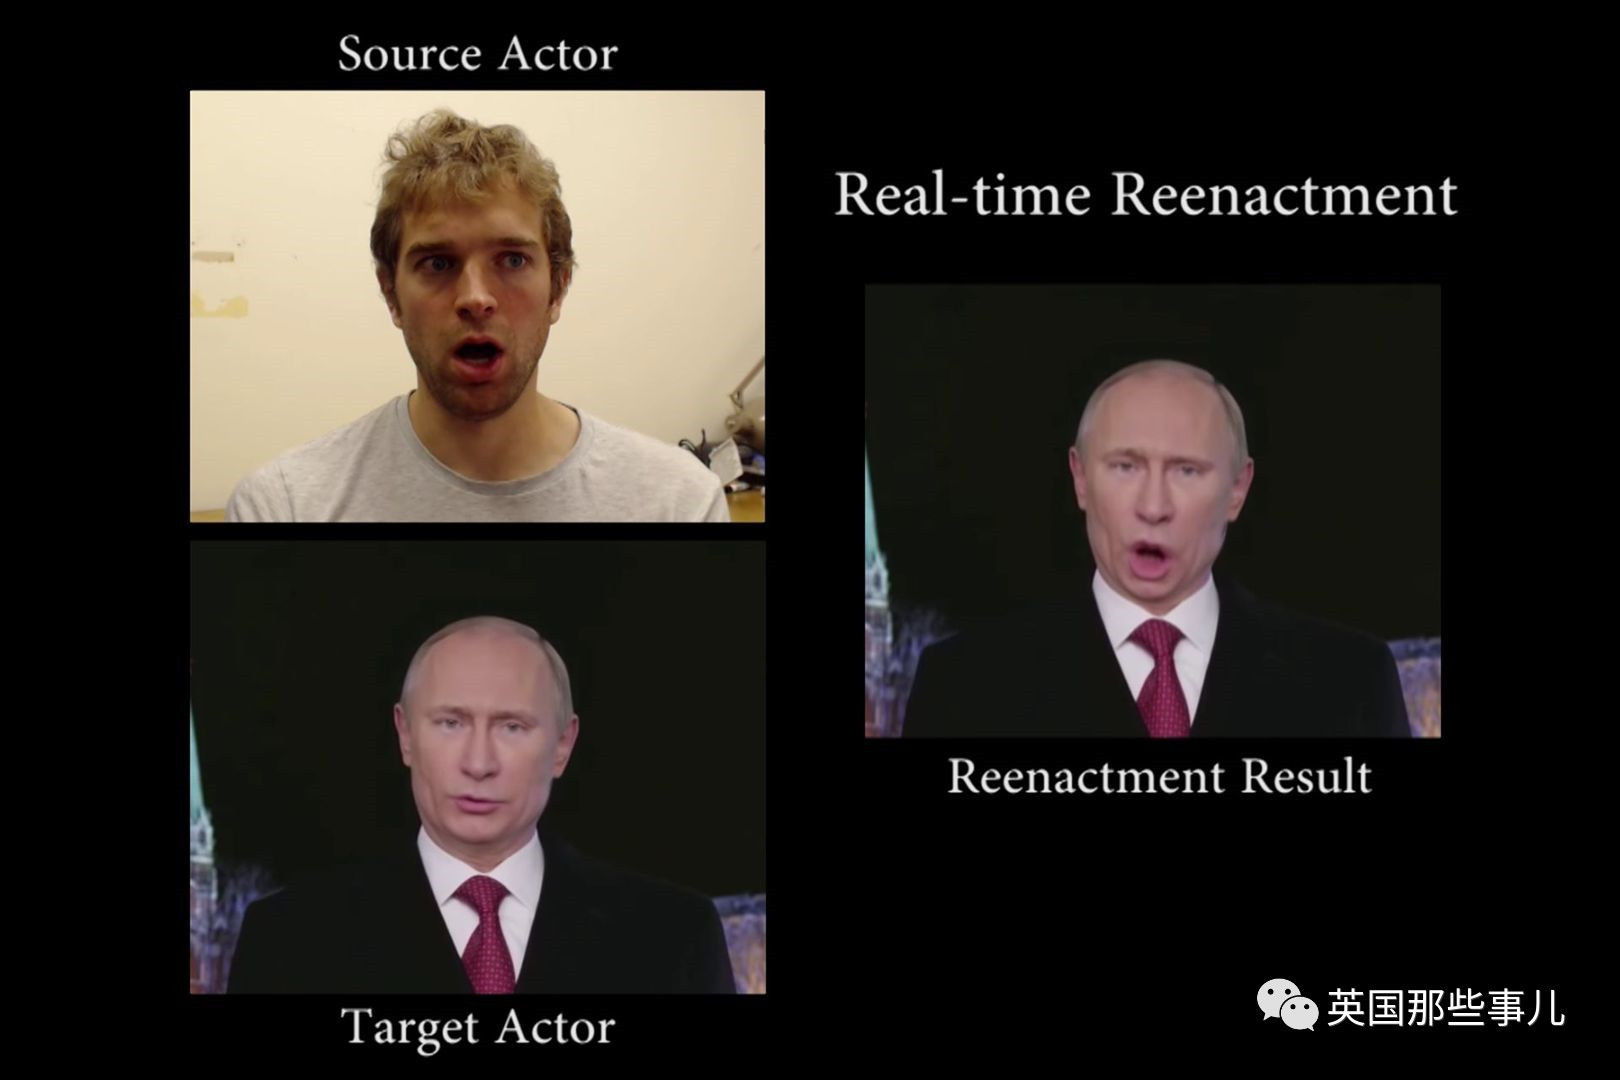 Source Actor
Real-time Reenactment
Reenactment Result
Target Actor
英国那些事儿